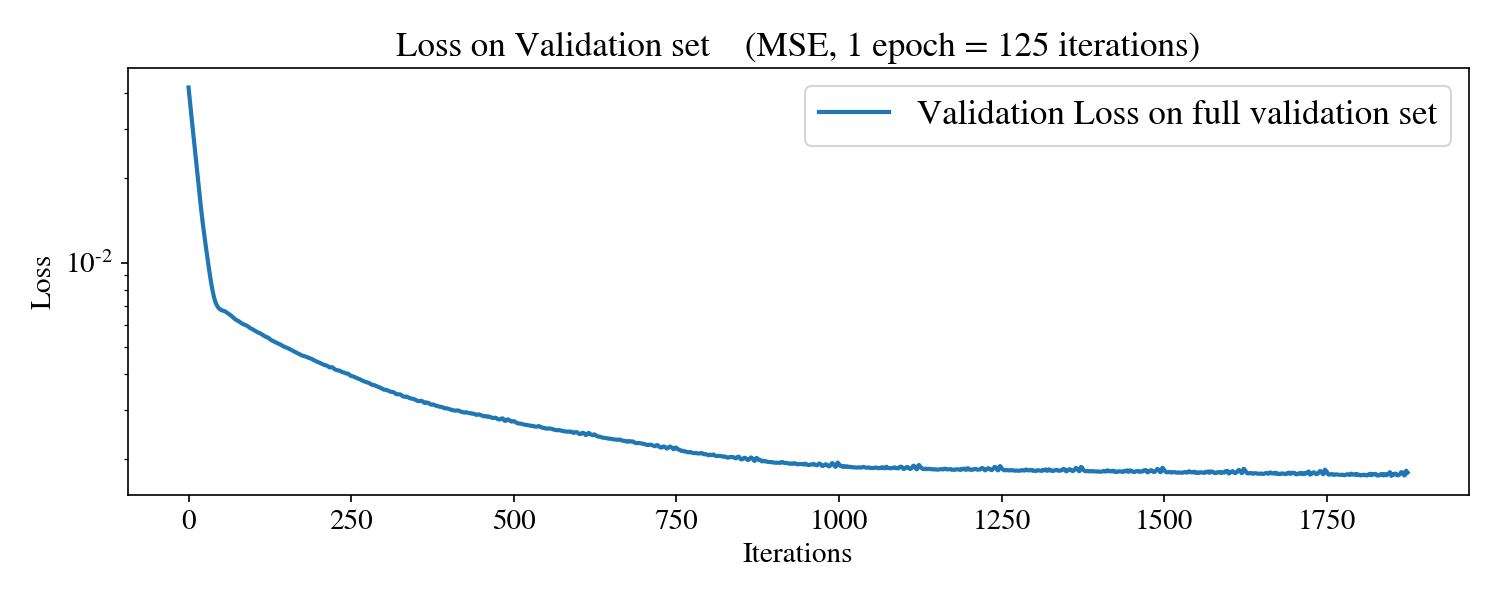 Loss on Validation set (MSE, 1 epoch = 125 iterations)
Validation Loss on full validation set
Loss
10^-2
0 250 500 750 1000 1250 1500 1750
Iterations